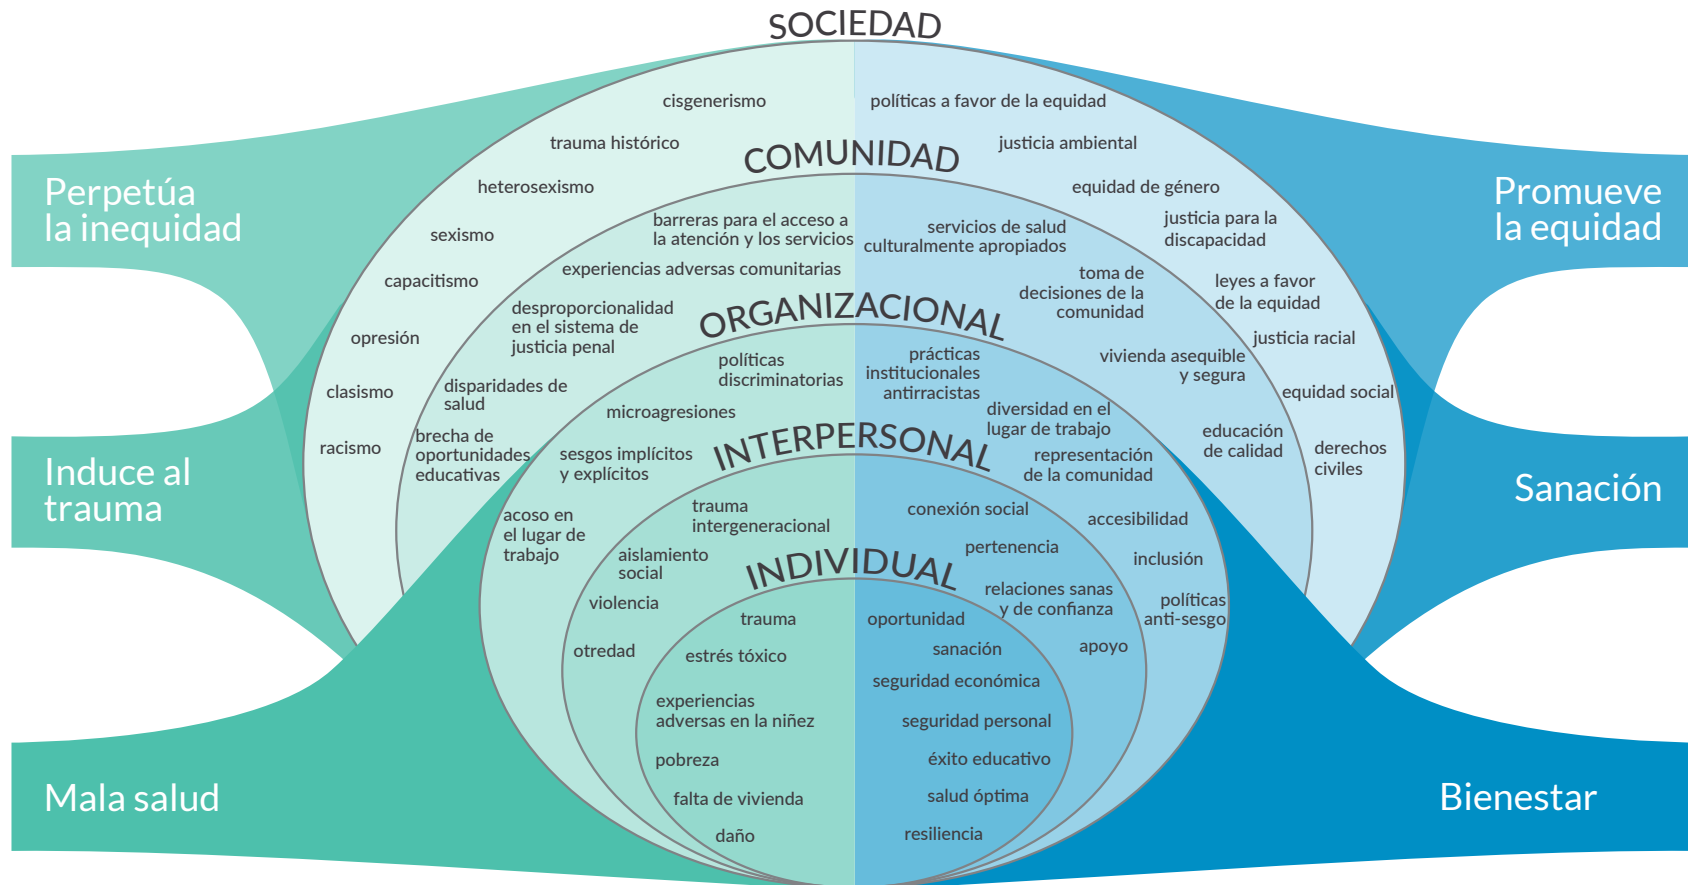 SOCIEDAD
cisgenerismo
trauma histórico
heterosexismo
sexismo
capacitismo
opresión
clasismo
racismo
políticas a favor de la equidad
justicia ambiental
equidad de género
justicia para la
discapacidad
leyes a favor
de la equidad
justicia racial
equidad social
derechos
civiles
COMUNIDAD
barreras para el acceso a
la atención y los servicios
experiencias adversas comunitarias
desproporcionalidad
en el sistema de
justicia penal
disparidades de
salud
brecha de
oportunidades
educativas
servicios de salud
culturalmente apropiados
toma de
decisiones de la
comunidad
vivienda asequible
y segura
educación
de calidad
ORGANIZACIONAL
políticas
discriminatorias
microagresiones
sesgos implícitos
y explícitos
acoso en
el lugar de
trabajo
prácticas
institucionales
antirracistas
diversidad en el
lugar de trabajo
representación
de la comunidad
accesibilidad
inclusión
políticas
anti-sesgo
INTERPERSONAL
trauma
intergeneracional
aislamiento
social
violencia
otredad
conexión social
pertenencia
relaciones sanas
y de confianza
apoyo
INDIVIDUAL
trauma
estrés tóxico
experiencias
adversas en la niñez
pobreza
falta de vivienda
daño
oportunidad
sanación
seguridad económica
seguridad personal
éxito educativo
salud óptima
resiliencia
Perpetúa
la inequidad
Induce al
trauma
Mala salud
Promueve
la equidad
Sanación
Bienestar